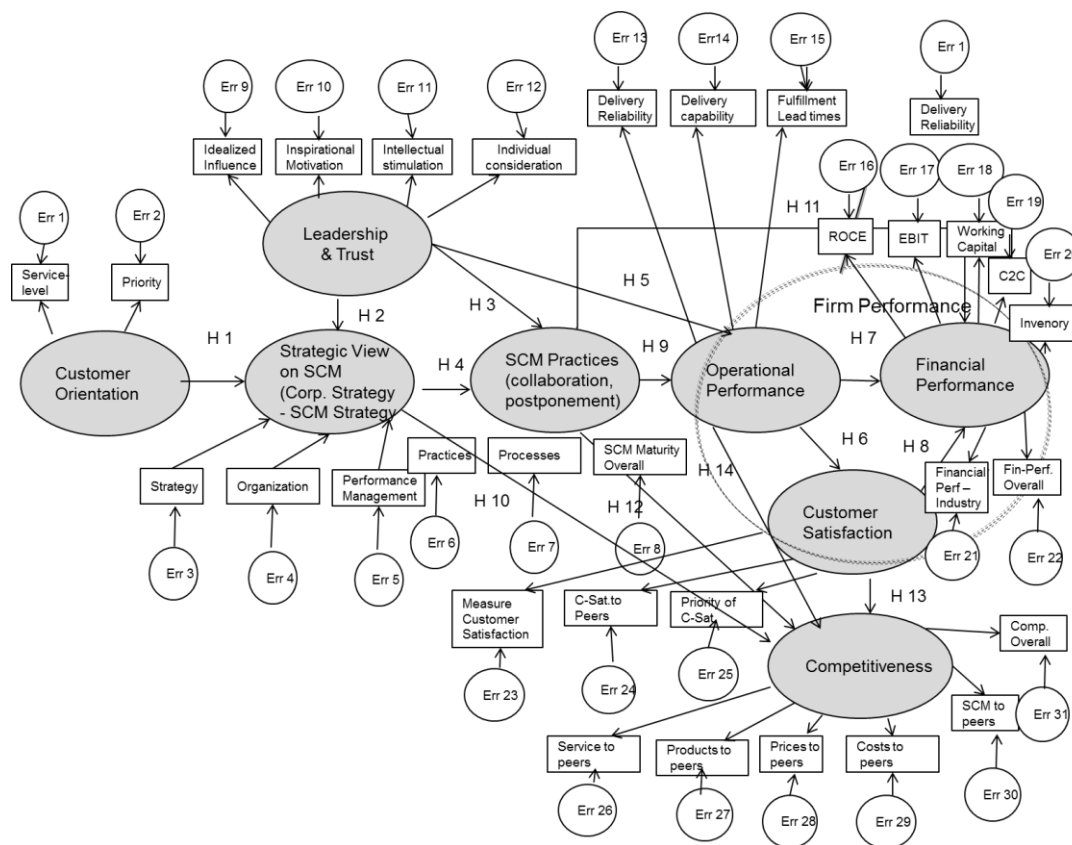 Err 13
Err14
Err 15
Err 1
Err 9
Err 10
Err 11
Err 12
Delivery
Reliability
Delivery
capability
Fulfillment
Lead times
Delivery
Reliability
Idealized
Influence
Inspirational
Motivation
Intellectual
stimulation
Individual
consideration
Err 16
Err 17
Err 18
Err 19
Err 1
Err 2
H 11
Leadership
& Trust
ROCE
EBIT
Working
Capital
Service-
level
Priority
H 5
C2C
H 3
Firm Performance
Invenory
H 2
H 1
H 7
Customer
Orientation
Strategic View
on SCM
(Corp. Strategy
- SCM Strategy
H 4
SCM Practices
(collaboration,
postponement)
H 9
Operational
Performance
Financial
Performance
H 6
H 8
Strategy
Organization
Performance
Management
Practices
Processes
SCM Maturity
Overall
H 14
Financial
Perf –
Industry
Fin-Perf.
Overall
H 10
H 12
Customer
Satisfaction
Err 3
Err 4
Err 5
Err 6
Err 7
Err 8
Err 21
Err 22
Measure
Customer
Satisfaction
C-Sat.to
Peers
Priority of
C-Sat.
H 13
Comp.
Overall
Err 23
Err 24
Err 25
Competitiveness
SCM to
peers
Err 31
Service to
peers
Products to
peers
Prices to
peers
Costs to
peers
Err 26
Err 27
Err 28
Err 29
Err 30